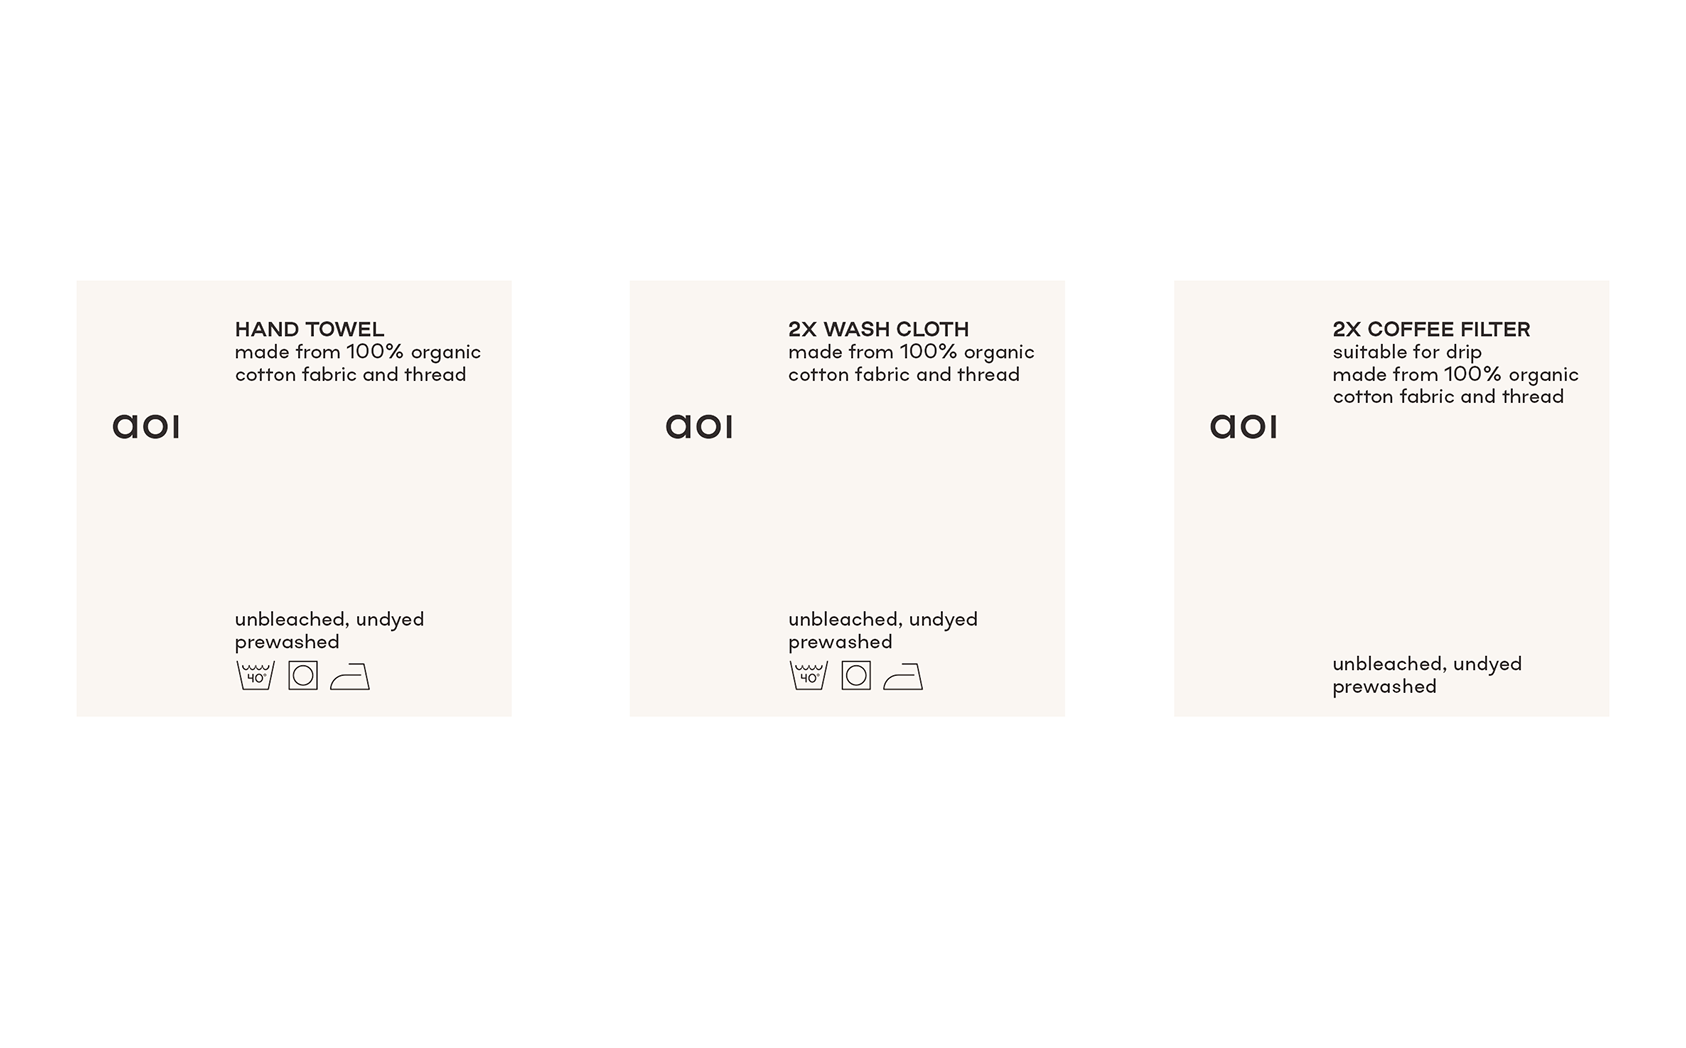 HAND TOWEL
made from 100% organic
cotton fabric and thread
aoi
unbleached, undyed
prewashed
40°
2X WASH CLOTH
made from 100% organic
cotton fabric and thread
aoi
unbleached, undyed
prewashed
40°
2X COFFEE FILTER
suitable for drip
made from 100% organic
cotton fabric and thread
aoi
unbleached, undyed
prewashed